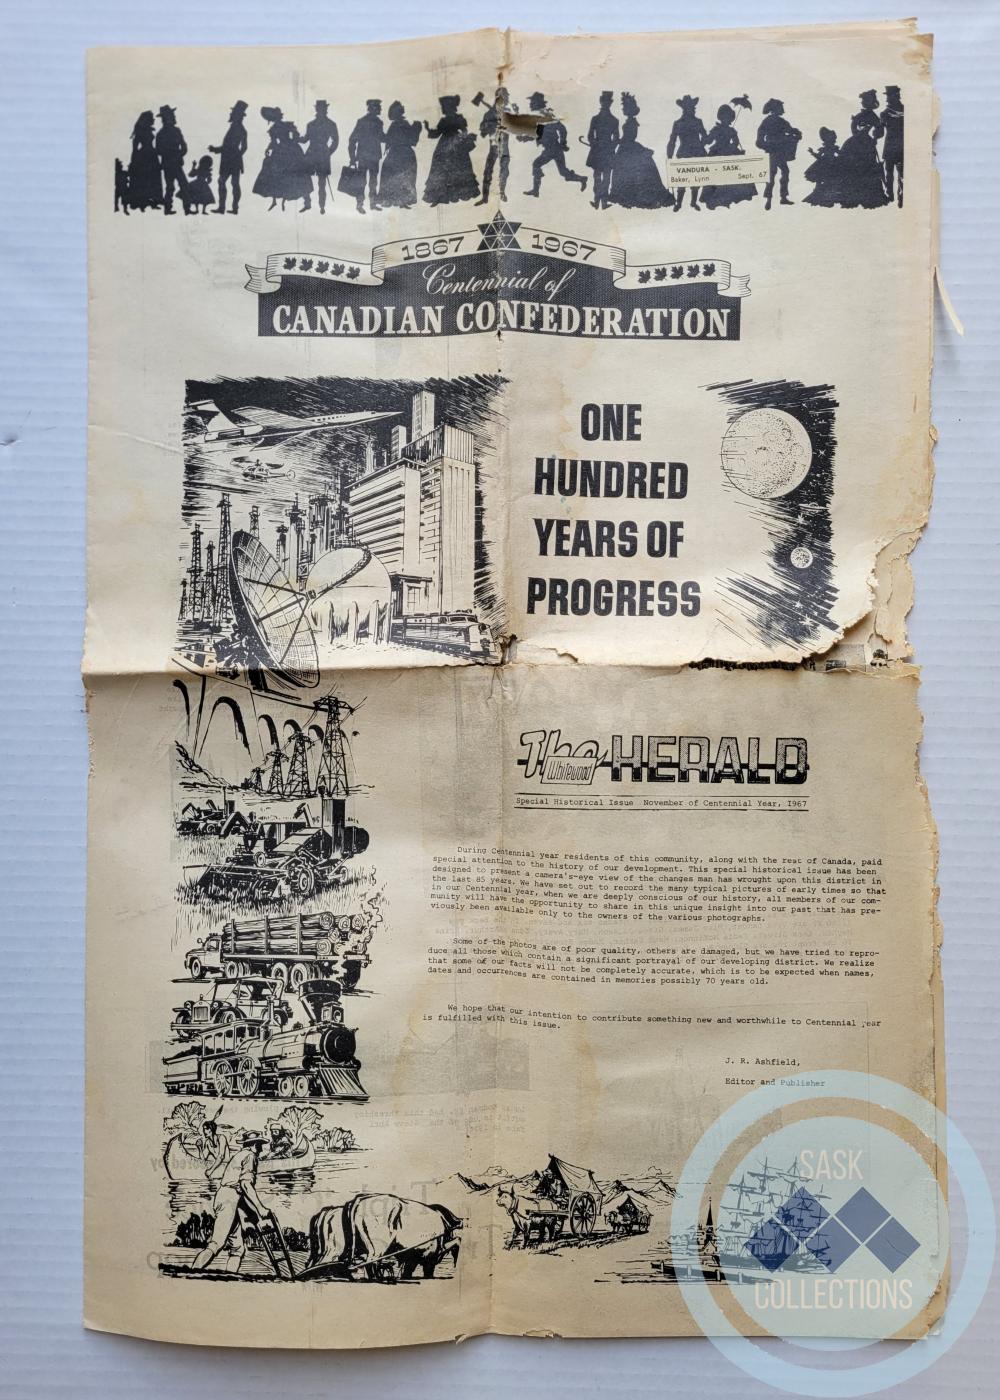 VANDURA - SASK.
Baker, Lynn Sept. 67
1867 1967
Centennial of
CANADIAN CONFEDERATION
ONE
HUNDRED
YEARS OF
PROGRESS
The Whitewood HERALD
Special Historical Issue November of Centennial Year, 1967
During Centennial year residents of this community, along with the rest of Canada, paid
special attention to the history of our development. This special historical issue has been
designed to present a camera's-eye view of the changes man has wrought upon this district in
the last 85 years. We have set out to record the many typical pictures of early times so that
in our Centennial year, when we are deeply conscious of our history, all members of our com-
munity will have the opportunity to share in this unique insight into our past that has pre-
viously been available only to the owners of the various photographs.
Some of the photos are of poor quality, others are damaged, but we have tried to repro-
duce all those which contain a significant portrayal of our developing district. We realize
that some of our facts will not be completely accurate, which is to be expected when names,
dates and occurrences are contained in memories possibly 70 years old.
We hope that our intention to contribute something new and worthwhile to Centennial year
is fulfilled with this issue.
J. R. Ashfield,
Editor and Publisher
SASK
COLLECTIONS